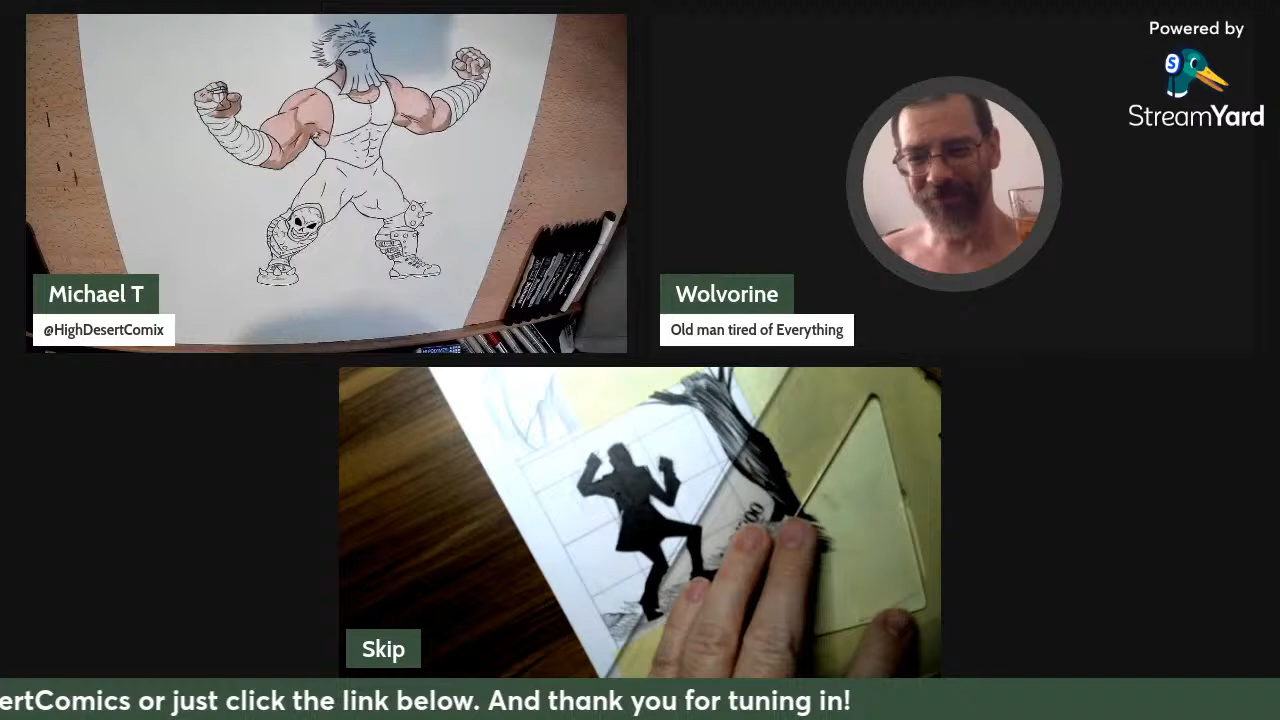 Powered by
S
StreamYard
Michael T
@HighDesertComix
Wolvorine
Old man tired of Everything
Skip
ertComics or just click the link below. And thank you for tuning in!